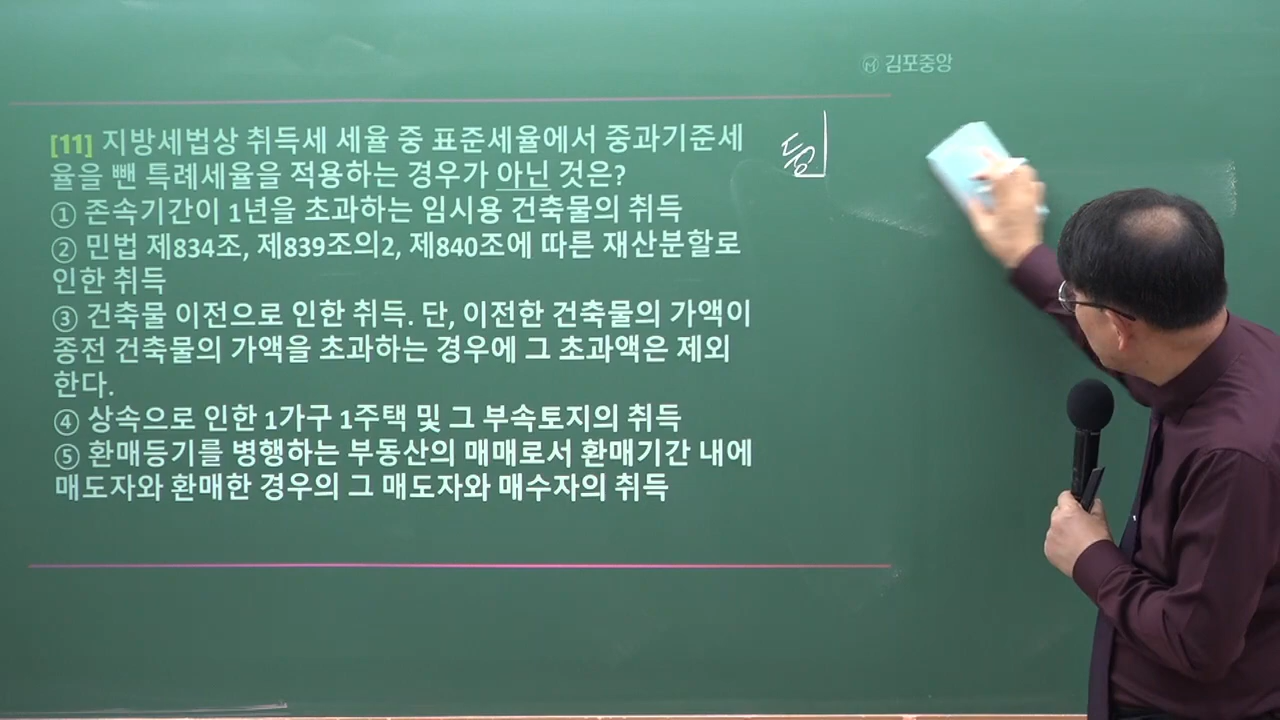 김포중앙
[11] 지방세법상 취득세 세율 중 표준세율에서 중과기준세
율을 뺀 특례세율을 적용하는 경우가 아닌 것은?
① 존속기간이 1년을 초과하는 임시용 건축물의 취득
② 민법 제834조, 제839조의2, 제840조에 따른 재산분할로
인한 취득
③ 건축물 이전으로 인한 취득. 단, 이전한 건축물의 가액이
종전 건축물의 가액을 초과하는 경우에 그 초과액은 제외
한다.
④ 상속으로 인한 1가구 1주택 및 그 부속토지의 취득
⑤ 환매등기를 병행하는 부동산의 매매로서 환매기간 내에
매도자와 환매한 경우의 그 매도자와 매수자의 취득